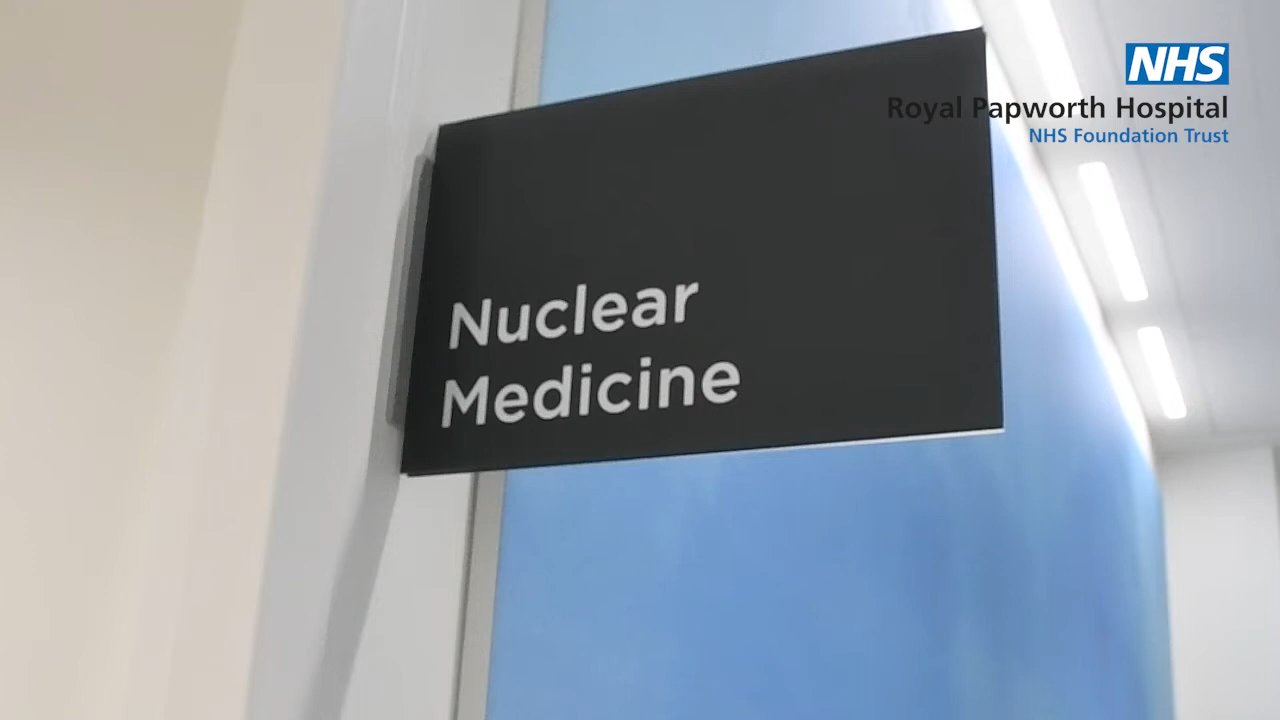 NHS
Royal Papworth Hospital
NHS Foundation Trust
Nuclear
Medicine